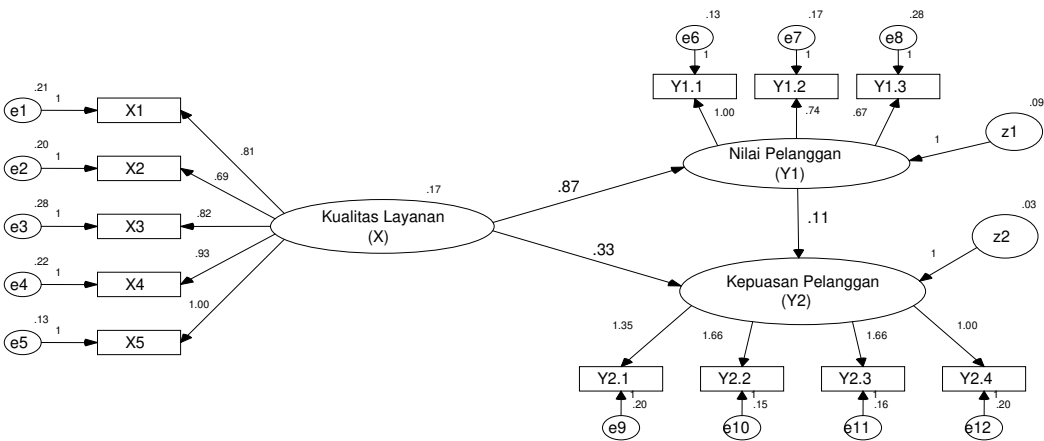 .13
.17
.28
e6
e7
e8
1
1
1
Y1.1
Y1.2
Y1.3
1.00
.74
.67
.21
e1
1
X1
.20
e2
1
X2
.28
e3
1
X3
.22
e4
1
X4
.13
e5
1
X5
.81
.69
.82
.93
1.00
.17
Kualitas Layanan
(X)
.87
.33
Nilai Pelanggan
(Y1)
1
.09
z1
.11
.03
z2
1
Kepuasan Pelanggan
(Y2)
1.35
1.66
1.66
1.00
Y2.1
Y2.2
Y2.3
Y2.4
1
1
1
1
.20
.15
.16
.20
e9
e10
e11
e12